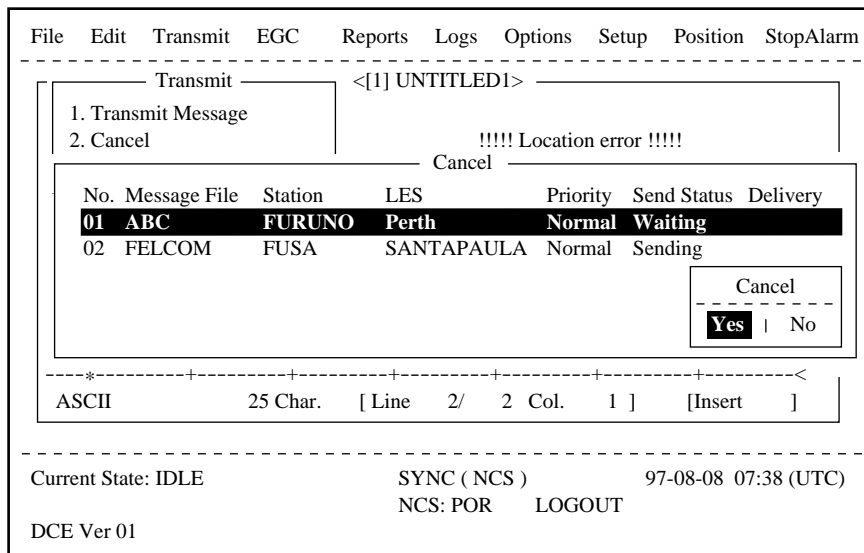 File Edit Transmit EGC Reports Logs Options Setup Position StopAlarm
Transmit <[1] UNTITLED1>
1. Transmit Message
2. Cancel !!!!! Location error !!!!!
Cancel
No. Message File Station LES Priority Send Status Delivery
01 ABC FURUNO Perth Normal Waiting
02 FELCOM FUSA SANTAPAULA Normal Sending
Cancel
Yes | No
----*---------+---------+---------+---------+---------+---------+---------<
ASCII 25 Char. [ Line 2/ 2 Col. 1 ] [Insert ]
Current State: IDLE SYNC ( NCS ) 97-08-08 07:38 (UTC)
NCS: POR LOGOUT
DCE Ver 01